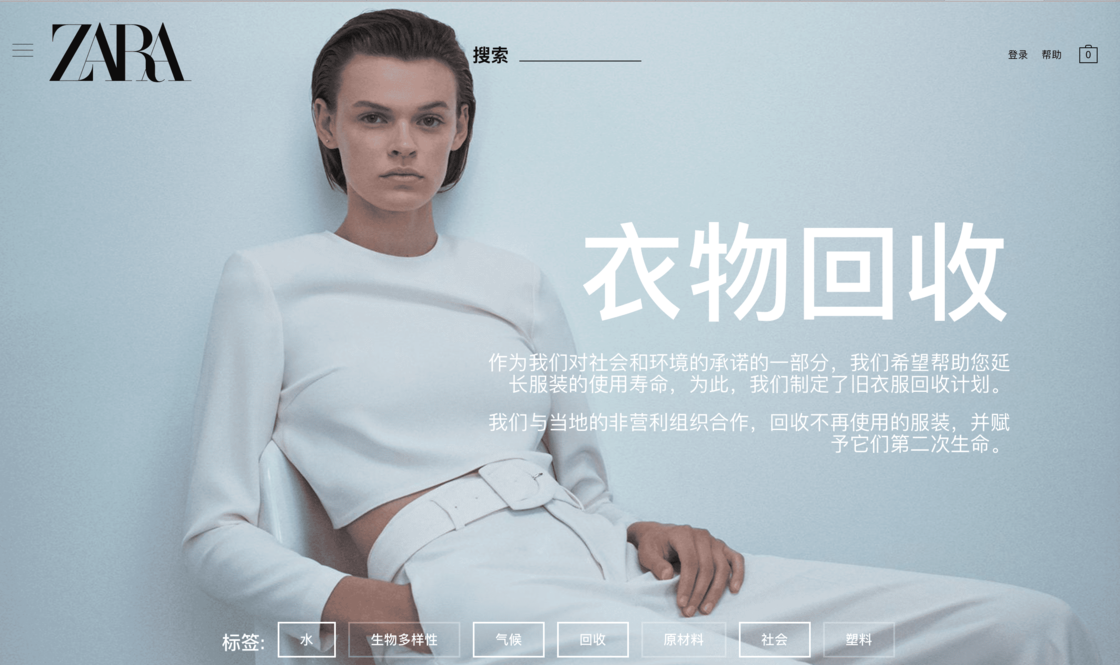 ZARA
搜索
登录 帮助 0
衣物回收
作为我们对社会和环境的承诺的一部分，我们希望帮助您延
长服装的使用寿命，为此，我们制定了旧衣服回收计划。
我们与当地的非营利组织合作，回收不再使用的服装，并赋
予它们第二次生命。
标签: 水 生物多样性 气候 回收 原材料 社会 塑料